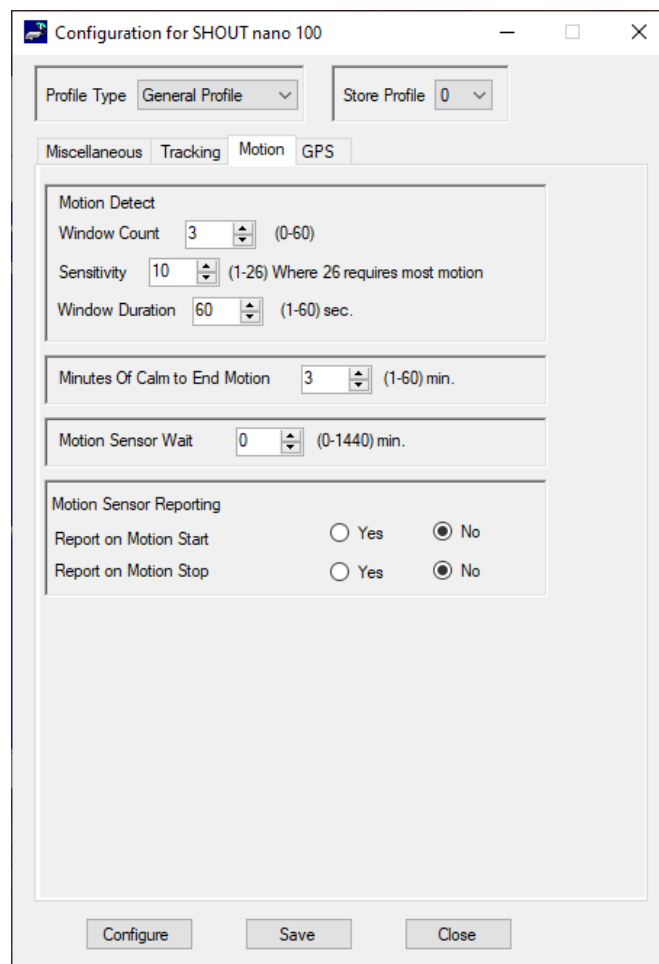 Configuration for SHOUT nano 100
Profile Type General Profile Store Profile 0
Miscellaneous Tracking Motion GPS
Motion Detect
Window Count 3 (0-60)
Sensitivity 10 (1-26) Where 26 requires most motion
Window Duration 60 (1-60) sec.
Minutes Of Calm to End Motion 3 (1-60) min.
Motion Sensor Wait 0 (0-1440) min.
Motion Sensor Reporting
Report on Motion Start Yes No
Report on Motion Stop Yes No
Configure Save Close